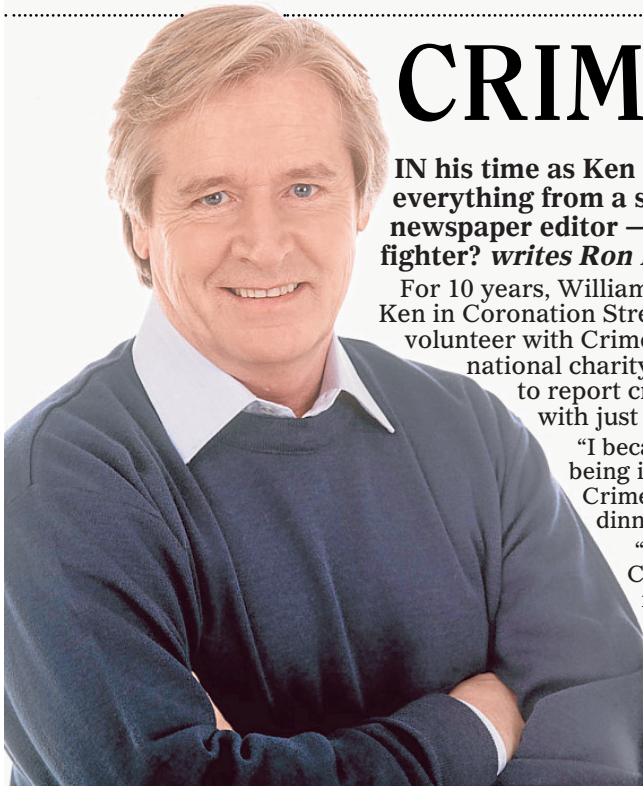 CRIM
IN his time as Ken
everything from a s
newspaper editor —
fighter? writes Ron
For 10 years, William
Ken in Coronation Stre
volunteer with Crime
national charity
to report cr
with just
“I beca
being i
Crime
dinn
“
C